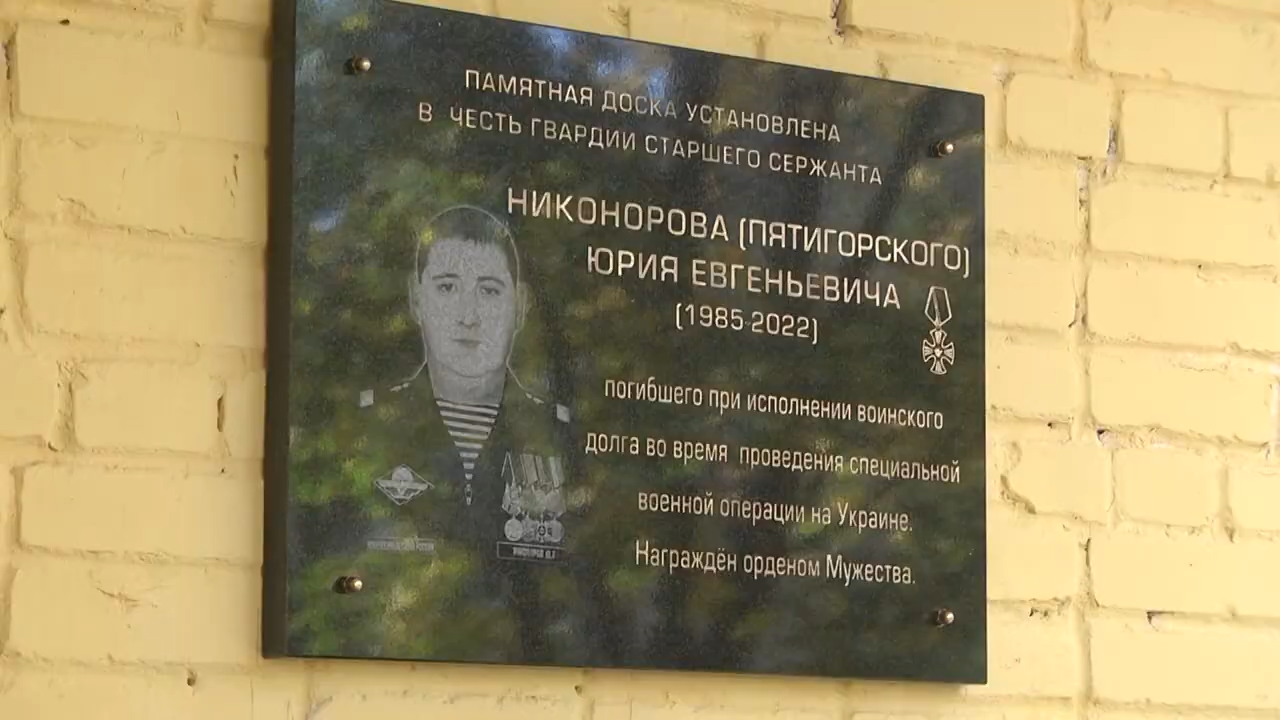 ПАМЯТНАЯ ДОСКА УСТАНОВЛЕНА
В ЧЕСТЬ ГВАРДИИ СТАРШЕГО СЕРЖАНТА
НИКОНОРОВА (ПЯТИГОРСКОГО)
ЮРИЯ ЕВГЕНЬЕВИЧА
(1985-2022)
погибшего при исполнении воинского
долга во время проведения специальной
военной операции на Украине.
Награждён орденом Мужества.